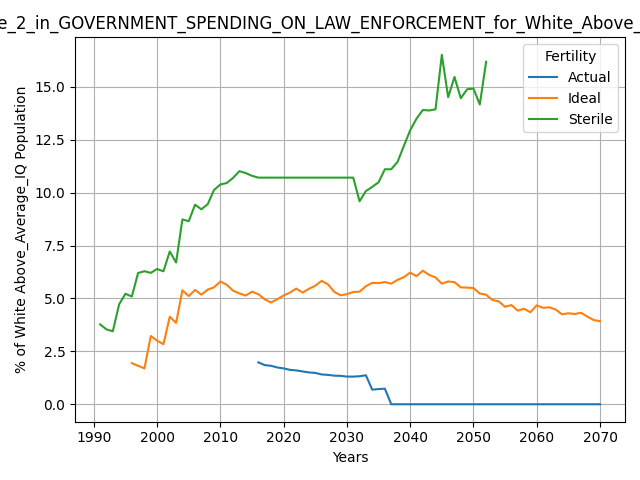 e_2_in_GOVERNMENT_SPENDING_ON_LAW_ENFORCEMENT_for_White_Above_
Fertility
Actual
Ideal
Sterile
% of White Above_Average_IQ Population
15.0
12.5
10.0
7.5
5.0
2.5
0.0
1990 2000 2010 2020 2030 2040 2050 2060 2070
Years